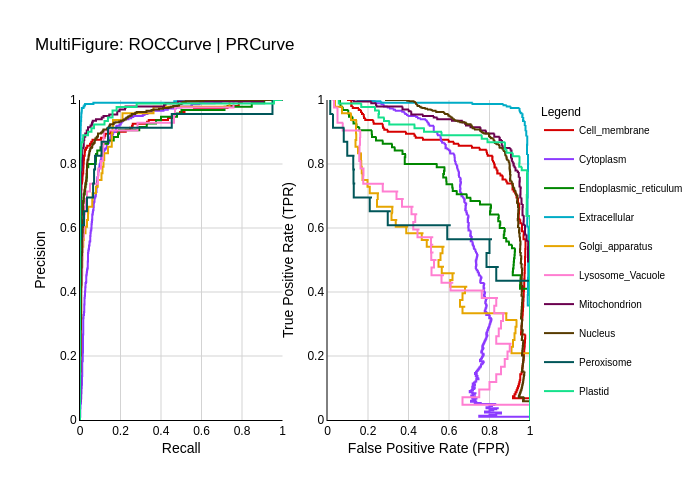 MultiFigure: ROCCurve | PRCurve
Precision
1
0.8
0.6
0.4
0.2
0
0 0.2 0.4 0.6 0.8 1
Recall
True Positive Rate (TPR)
1
0.8
0.6
0.4
0.2
0
0 0.2 0.4 0.6 0.8 1
False Positive Rate (FPR)
Legend
Cell_membrane
Cytoplasm
Endoplasmic_reticulum
Extracellular
Golgi_apparatus
Lysosome_Vacuole
Mitochondrion
Nucleus
Peroxisome
Plastid